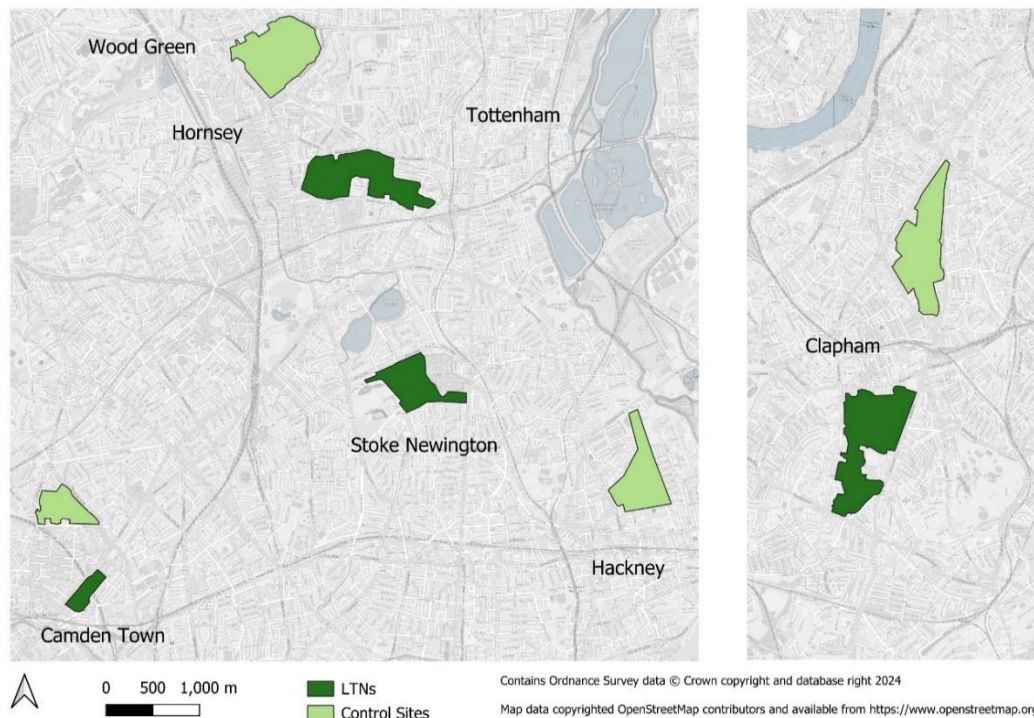 Wood Green
Tottenham
Hornsey
Clapham
Stoke Newington
Hackney
Camden Town
0 500 1,000 m
LTNs
Control Sites
Contains Ordnance Survey data © Crown copyright and database right 2024
Map data copyrighted OpenStreetMap contributors and available from https://www.openstreetmap.org